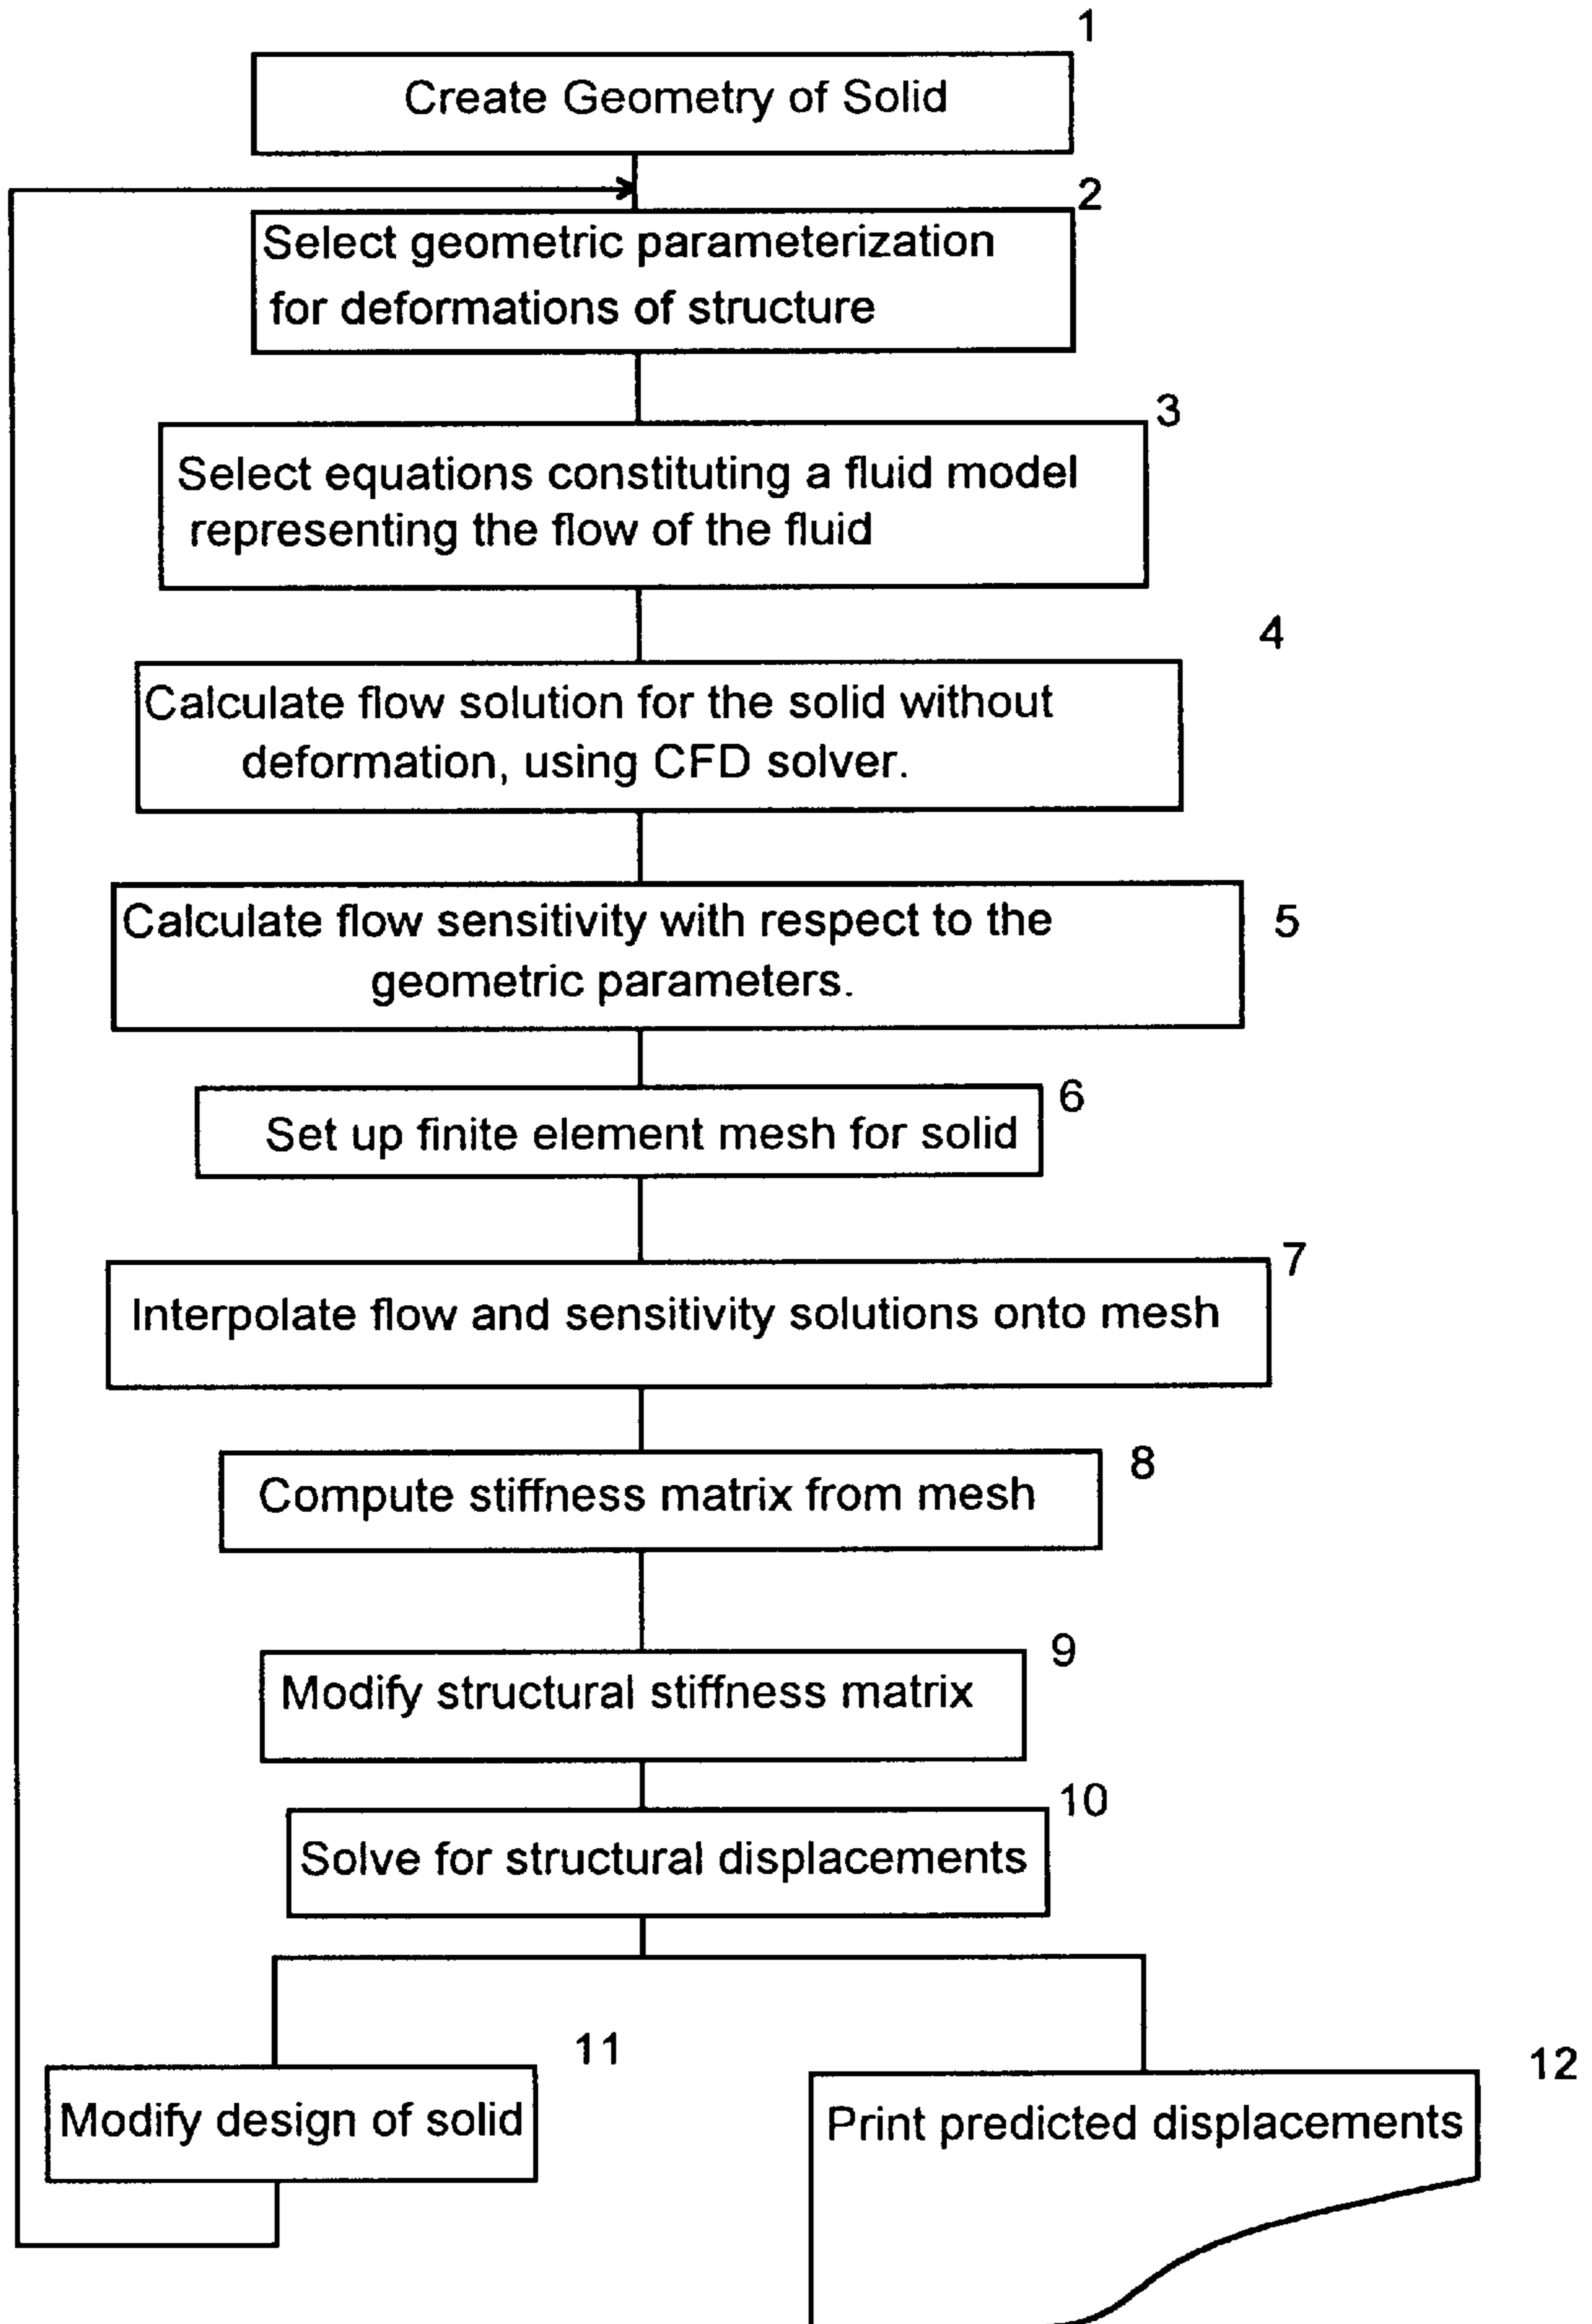 1
Create Geometry of Solid
2
Select geometric parameterization
for deformations of structure
3
Select equations constituting a fluid model
representing the flow of the fluid
4
Calculate flow solution for the solid without
deformation, using CFD solver.
5
Calculate flow sensitivity with respect to the
geometric parameters.
6
Set up finite element mesh for solid
7
Interpolate flow and sensitivity solutions onto mesh
8
Compute stiffness matrix from mesh
9
Modify structural stiffness matrix
10
Solve for structural displacements
11
Modify design of solid
12
Print predicted displacements